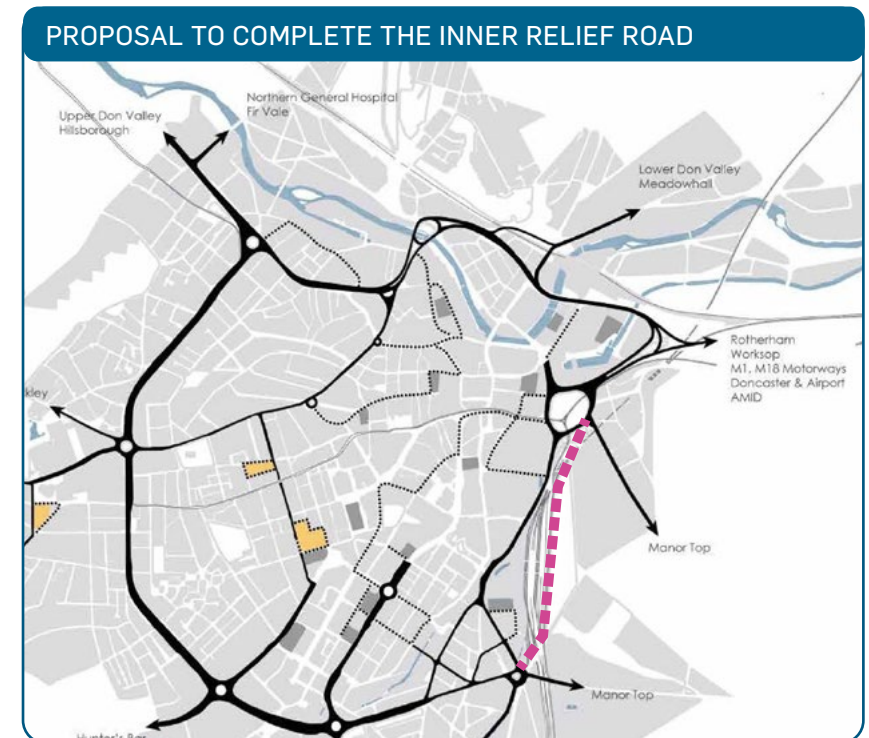 PROPOSAL TO COMPLETE THE INNER RELIEF ROAD
Northern General Hospital
Fir Vale
Upper Don Valley
Hillsborough
Lower Don Valley
Meadowhall
Rotherham
Worksop
M1, M18 Motorways
Doncaster & Airport
AMID
kley
Manor Top
Manor Top